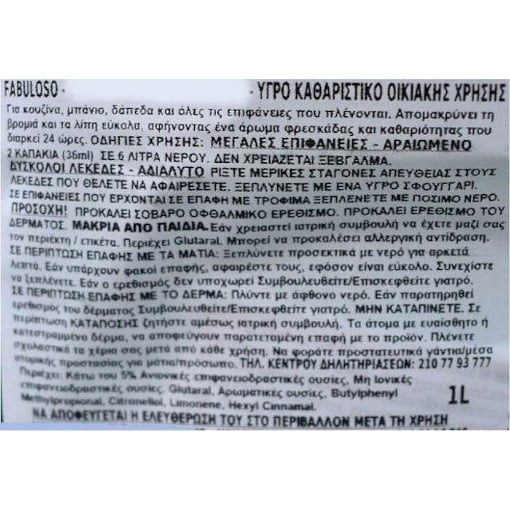 FABULOSO - - ΥΓΡΟ ΚΑΘΑΡΙΣΤΙΚΟ ΟΙΚΙΑΚΗΣ ΧΡΗΣΗΣ
Για κουζίνα, μπάνιο, δάπεδα και όλες τις επιφάνειες που πλένονται. Απομακρύνει τη
βρομιά και τα λίπη εύκολα, αφήνοντας ένα άρωμα φρεσκάδας και καθαριότητας που
διαρκεί 24 ώρες. ΟΔΗΓΙΕΣ ΧΡΗΣΗΣ: ΜΕΓΑΛΕΣ ΕΠΙΦΑΝΕΙΕΣ - ΑΡΑΙΩΜΕΝΟ
2 ΚΑΠΑΚΙΑ (36ml) ΣΕ 6 ΛΙΤΡΑ ΝΕΡΟΥ. ΔΕΝ ΧΡΕΙΑΖΕΤΑΙ ΞΕΒΓΑΛΜΑ.
ΔΥΣΚΟΛΟΙ ΛΕΚΕΔΕΣ - ΑΔΙΑΛΥΤΟ ΡΙΞΤΕ ΜΕΡΙΚΕΣ ΣΤΑΓΟΝΕΣ ΑΠΕΥΘΕΙΑΣ ΣΤΟΥΣ
ΛΕΚΕΔΕΣ ΠΟΥ ΘΕΛΕΤΕ ΝΑ ΑΦΑΙΡΕΣΕΤΕ. ΞΕΠΛΥΝΕΤΕ ΜΕ ΕΝΑ ΥΓΡΟ ΣΦΟΥΓΓΑΡΙ.
ΣΕ ΕΠΙΦΑΝΕΙΕΣ ΠΟΥ ΕΡΧΟΝΤΑΙ ΣΕ ΕΠΑΦΗ ΜΕ ΤΡΟΦΙΜΑ ΞΕΠΛΕΝΕΤΕ ΜΕ ΠΟΣΙΜΟ ΝΕΡΟ.
ΠΡΟΣΟΧΗ! ΠΡΟΚΑΛΕΙ ΣΟΒΑΡΟ ΟΦΘΑΛΜΙΚΟ ΕΡΕΘΙΣΜΟ. ΠΡΟΚΑΛΕΙ ΕΡΕΘΙΣΜΟ ΤΟΥ
ΔΕΡΜΑΤΟΣ. ΜΑΚΡΙΑ ΑΠΟ ΠΑΙΔΙΑ. Εάν χρειαστεί ιατρική συμβουλή να έχετε μαζί σας
τον περιέκτη / ετικέτα. Περιέχει Glutaral. Μπορεί να προκαλέσει αλλεργική αντίδραση.
ΣΕ ΠΕΡΙΠΤΩΣΗ ΕΠΑΦΗΣ ΜΕ ΤΑ ΜΑΤΙΑ: Ξεπλύνετε προσεκτικά με νερό για αρκετά
λεπτά. Εάν υπάρχουν φακοί επαφής, αφαιρέστε τους, εφόσον είναι εύκολο. Συνεχίστε
να ξεπλένετε. Εάν ο ερεθισμός δεν υποχωρεί Συμβουλευθείτε/Επισκεφθείτε γιατρό.
ΣΕ ΠΕΡΙΠΤΩΣΗ ΕΠΑΦΗΣ ΜΕ ΤΟ ΔΕΡΜΑ: Πλύντε με άφθονο νερό. Εάν παρατηρηθεί
ερεθισμός του δέρματος Συμβουλευθείτε/Επισκεφθείτε γιατρό. ΜΗΝ ΚΑΤΑΠΙΝΕΤΕ. Σε
περίπτωση ΚΑΤΑΠΟΣΗΣ ζητήστε αμέσως ιατρική συμβουλή. Τα άτομα με ευαίσθητο ή
κατεστραμμένο δέρμα, να αποφεύγουν παρατεταμένη επαφή με το προϊόν. Πλένετε
σχολαστικά τα χέρια σας μετά από κάθε χρήση. Να φοράτε προστατευτικά γάντια/μέσα
ατομικής προστασίας για μάτια/πρόσωπο. ΤΗΛ. ΚΕΝΤΡΟΥ ΔΗΛΗΤΗΡΙΑΣΕΩΝ: 210 77 93 777
Περιέχει: Κάτω του 5% Ανιονικές επιφανειοδραστικές ουσίες, Μη Ιονικές
επιφανειοδραστικές ουσίες, Glutaral, Αρωματικές ουσίες, Butylphenyl
Methylpropional, Citronellol, Limonene, Hexyl Cinnamal. 1L
ΝΑ ΑΠΟΦΕΥΓΕΤΑΙ Η ΕΛΕΥΘΕΡΩΣΗ ΤΟΥ ΣΤΟ ΠΕΡΙΒΑΛΛΟΝ ΜΕΤΑ ΤΗ ΧΡΗΣΗ